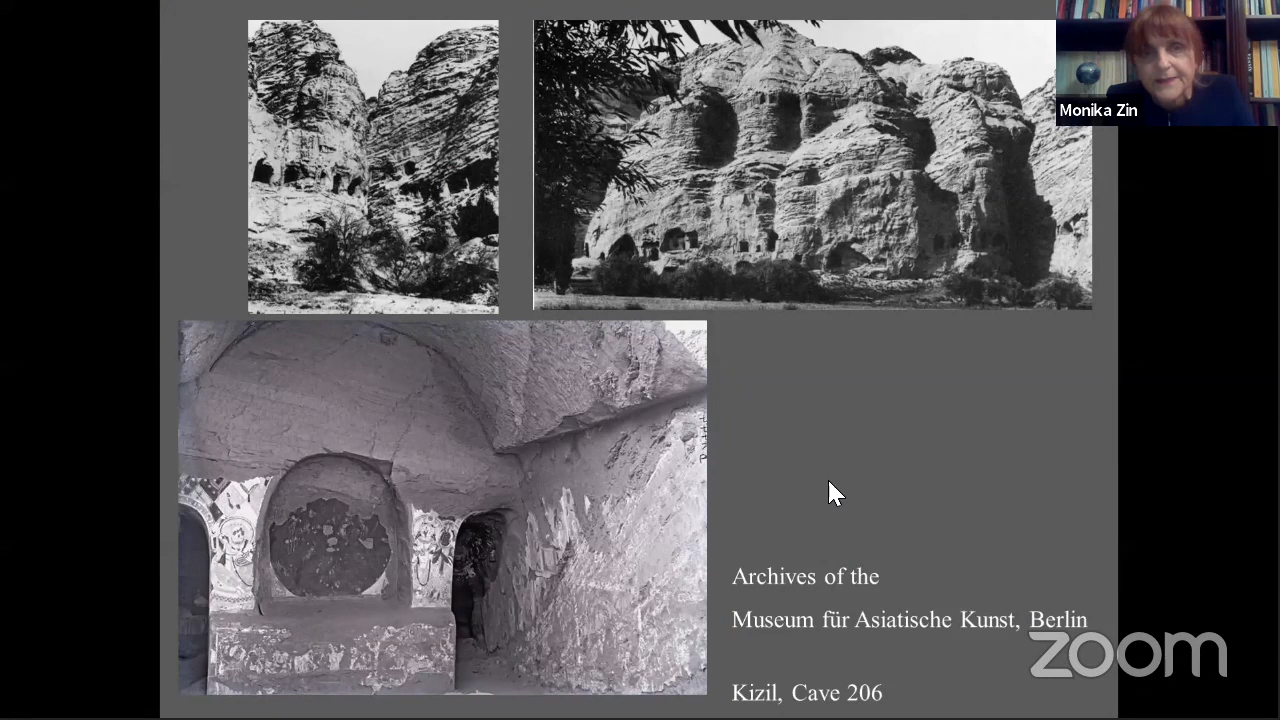 Monika Zin
Archives of the
Museum für Asiatische Kunst, Berlin
zoom
Kizil, Cave 206